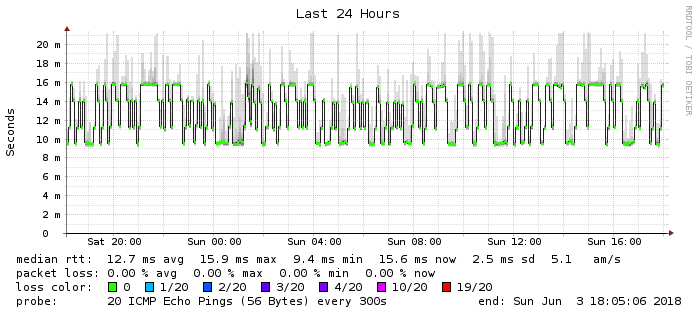 Last 24 Hours
RRDTOOL / TOBI OETIKER
Seconds
20 m
18 m
16 m
14 m
12 m
10 m
8 m
6 m
4 m
2 m
0
Sat 20:00 Sun 00:00 Sun 04:00 Sun 08:00 Sun 12:00 Sun 16:00
median rtt: 12.7 ms avg 15.9 ms max 9.4 ms min 15.6 ms now 2.5 ms sd 5.1 am/s
packet loss: 0.00 % avg 0.00 % max 0.00 % min 0.00 % now
loss color: 0 1/20 2/20 3/20 4/20 10/20 19/20
probe: 20 ICMP Echo Pings (56 Bytes) every 300s end: Sun Jun 3 18:05:06 2018